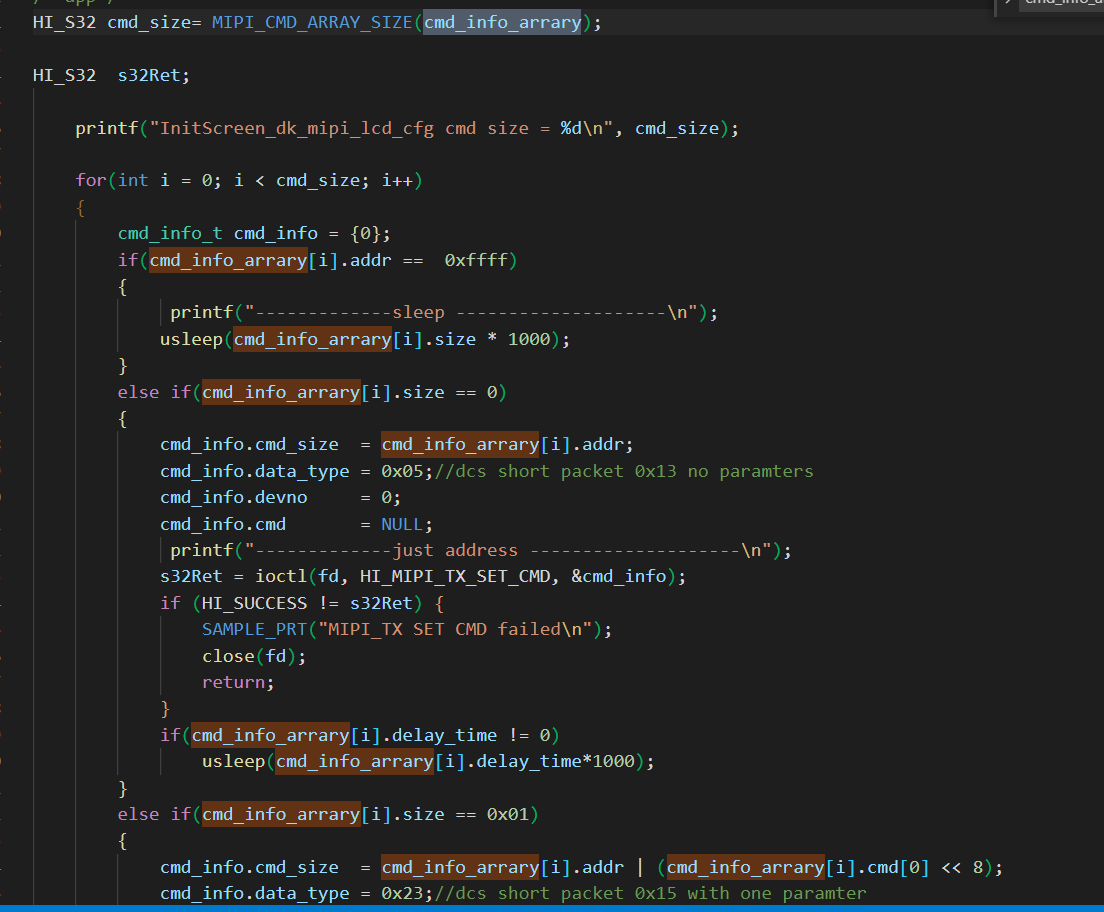 HI_S32 cmd_size= MIPI_CMD_ARRAY_SIZE(cmd_info_arrary);
HI_S32  s32Ret;
printf("InitScreen_dk_mipi_lcd_cfg cmd size = %d\n", cmd_size);
for(int i = 0; i < cmd_size; i++)
{
cmd_info_t cmd_info = {0};
if(cmd_info_arrary[i].addr ==  0xffff)
{
printf("-------------sleep --------------------\n");
usleep(cmd_info_arrary[i].size * 1000);
}
else if(cmd_info_arrary[i].size == 0)
{
cmd_info.cmd_size  = cmd_info_arrary[i].addr;
cmd_info.data_type = 0x05;//dcs short packet 0x13 no paramters
cmd_info.devno     = 0;
cmd_info.cmd       = NULL;
printf("-------------just address --------------------\n");
s32Ret = ioctl(fd, HI_MIPI_TX_SET_CMD, &cmd_info);
if (HI_SUCCESS != s32Ret) {
SAMPLE_PRT("MIPI_TX SET CMD failed\n");
close(fd);
return;
}
if(cmd_info_arrary[i].delay_time != 0)
usleep(cmd_info_arrary[i].delay_time*1000);
}
else if(cmd_info_arrary[i].size == 0x01)
{
cmd_info.cmd_size  = cmd_info_arrary[i].addr | (cmd_info_arrary[i].cmd[0] << 8);
cmd_info.data_type = 0x23;//dcs short packet 0x15 with one paramter